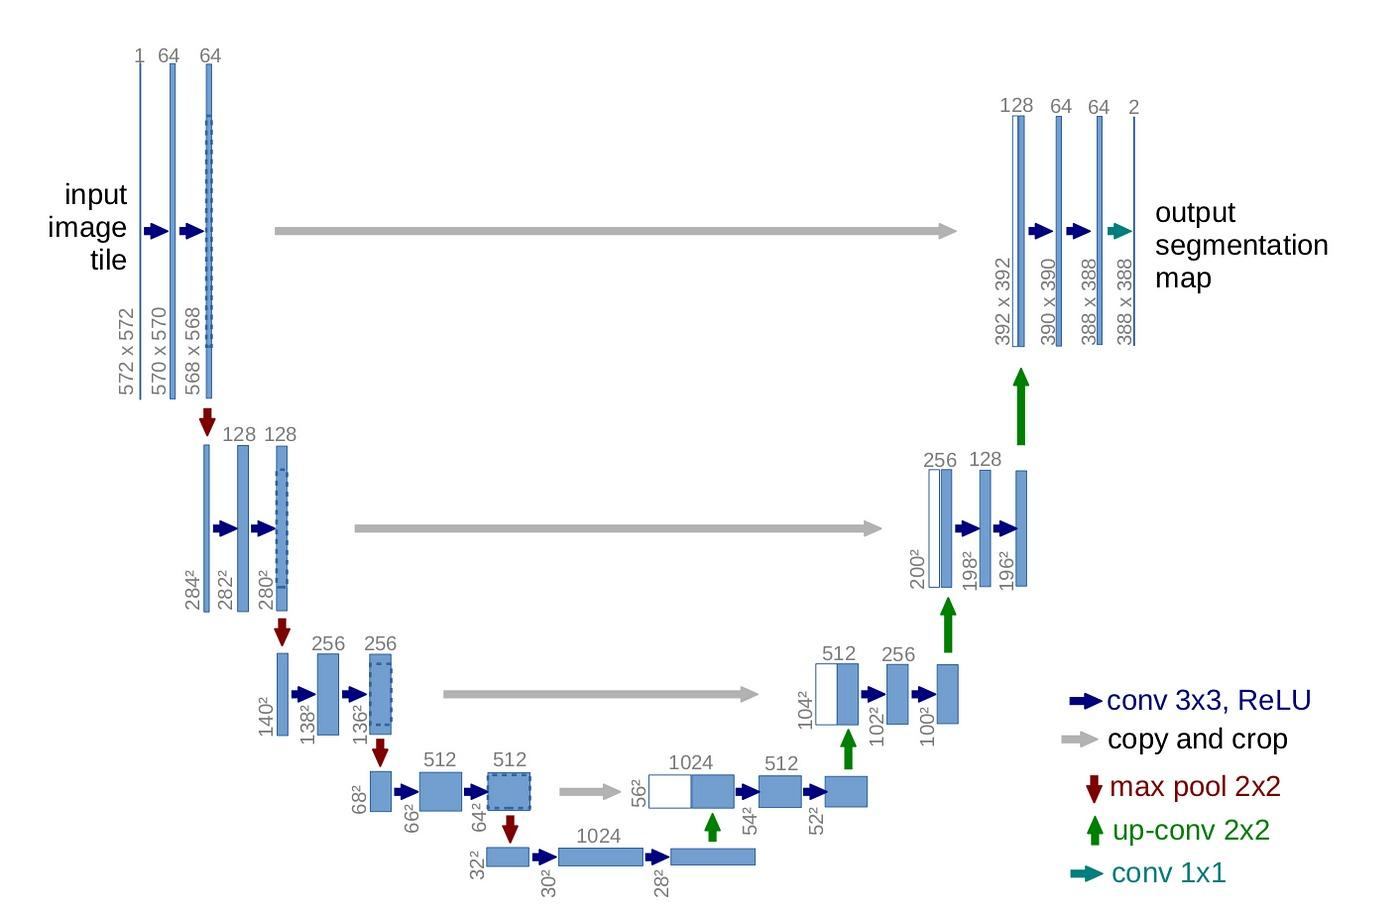 1 64 64
input
image
tile
572 x 572
570 x 570
568 x 568
128 64 64 2
output
segmentation
map
392 x 392
390 x 390
388 x 388
388 x 388
128 128
284²
282²
280²
256 128
200²
198²
196²
256 256
140²
138²
136²
512 256
104²
102²
100²
512 512
68²
66²
64²
1024 512
56²
54²
52²
1024
32²
30²
28²
conv 3x3, ReLU
copy and crop
max pool 2x2
up-conv 2x2
conv 1x1